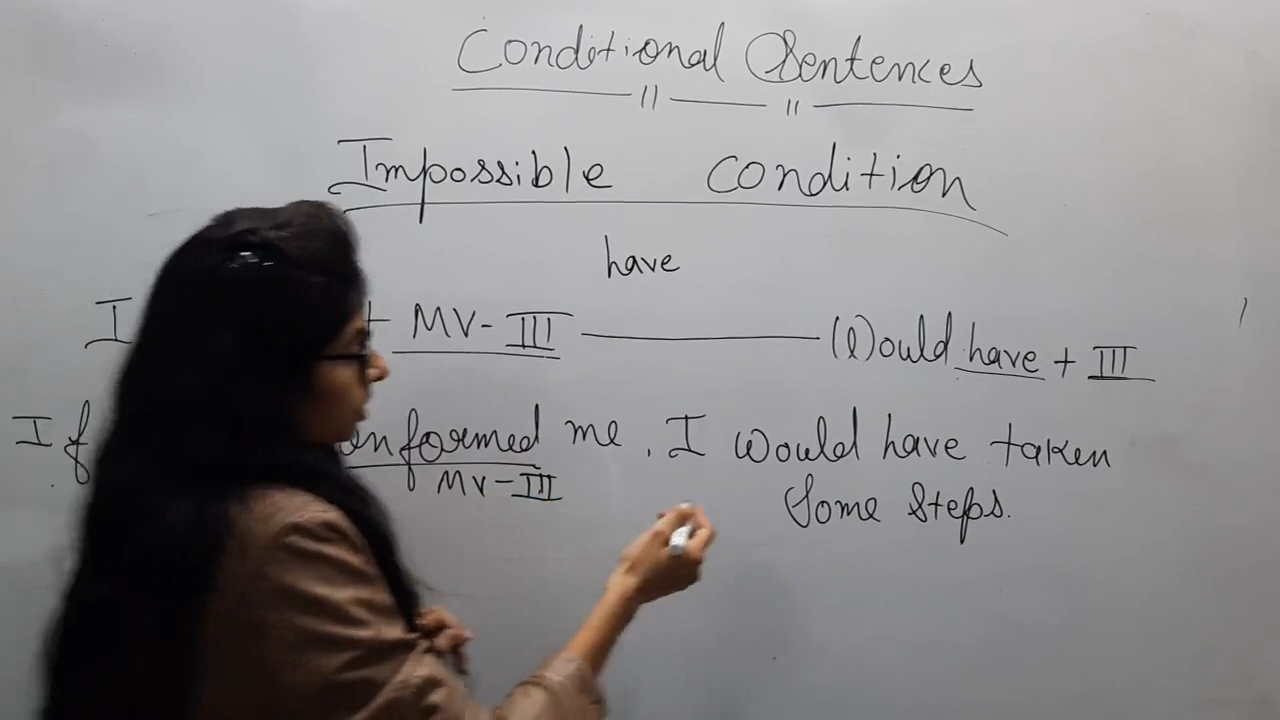 Conditional Sentences
Impossible condition
have
I + MV-III (W)ould have + III
If informed me, I would have taken
MV-III
Some Steps.